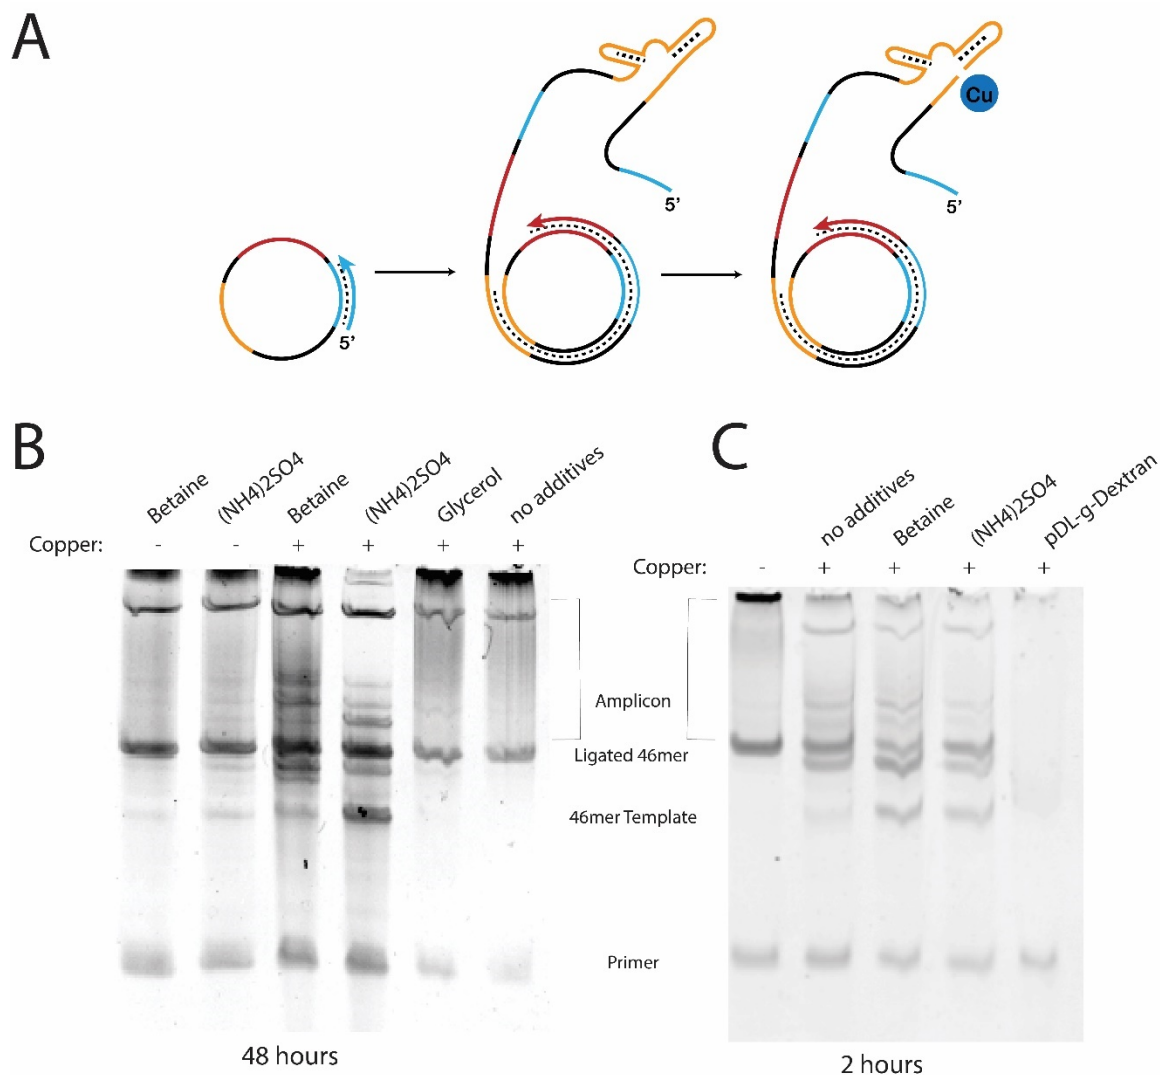 A
Cu
5'
5'
5'
B
C
Betaine
(NH4)2SO4
Betaine
(NH4)2SO4
Glycerol
no additives
Copper: - - + + + +
no additives
Betaine
(NH4)2SO4
pDL-g-Dextran
Copper: - + + + +
Amplicon
Ligated 46mer
46mer Template
Primer
48 hours
2 hours